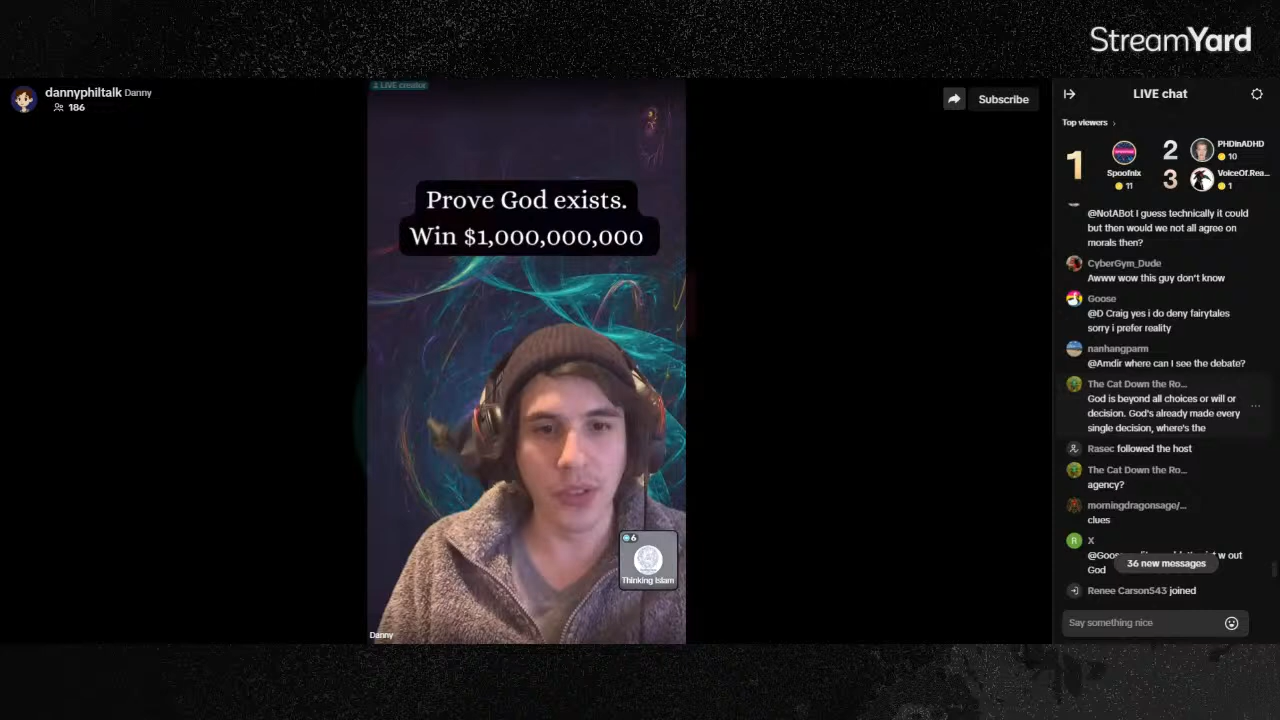 StreamYard
dannyphiltalk Danny
186
Subscribe
LIVE creator
Prove God exists.
Win $1,000,000,000
6
Thinking Islam
Danny
LIVE chat
Top viewers
1
Spoofnix
11
2
PHDinADHD
10
3
VoiceOf.Rea...
1
@NotABot I guess technically it could
but then would we not all agree on
morals then?
CyberGym_Dude
Awww wow this guy don't know
Goose
@D Craig yes i do deny fairytales
sorry i prefer reality
nanhangparm
@Amdir where can I see the debate?
The Cat Down the Ro...
God is beyond all choices or will or
decision. God's already made every
single decision, where's the
...
Rasec followed the host
The Cat Down the Ro...
agency?
morningdragonsage/...
clues
R
X
@Goos out
God
36 new messages
Renee Carson543 joined
Say something nice